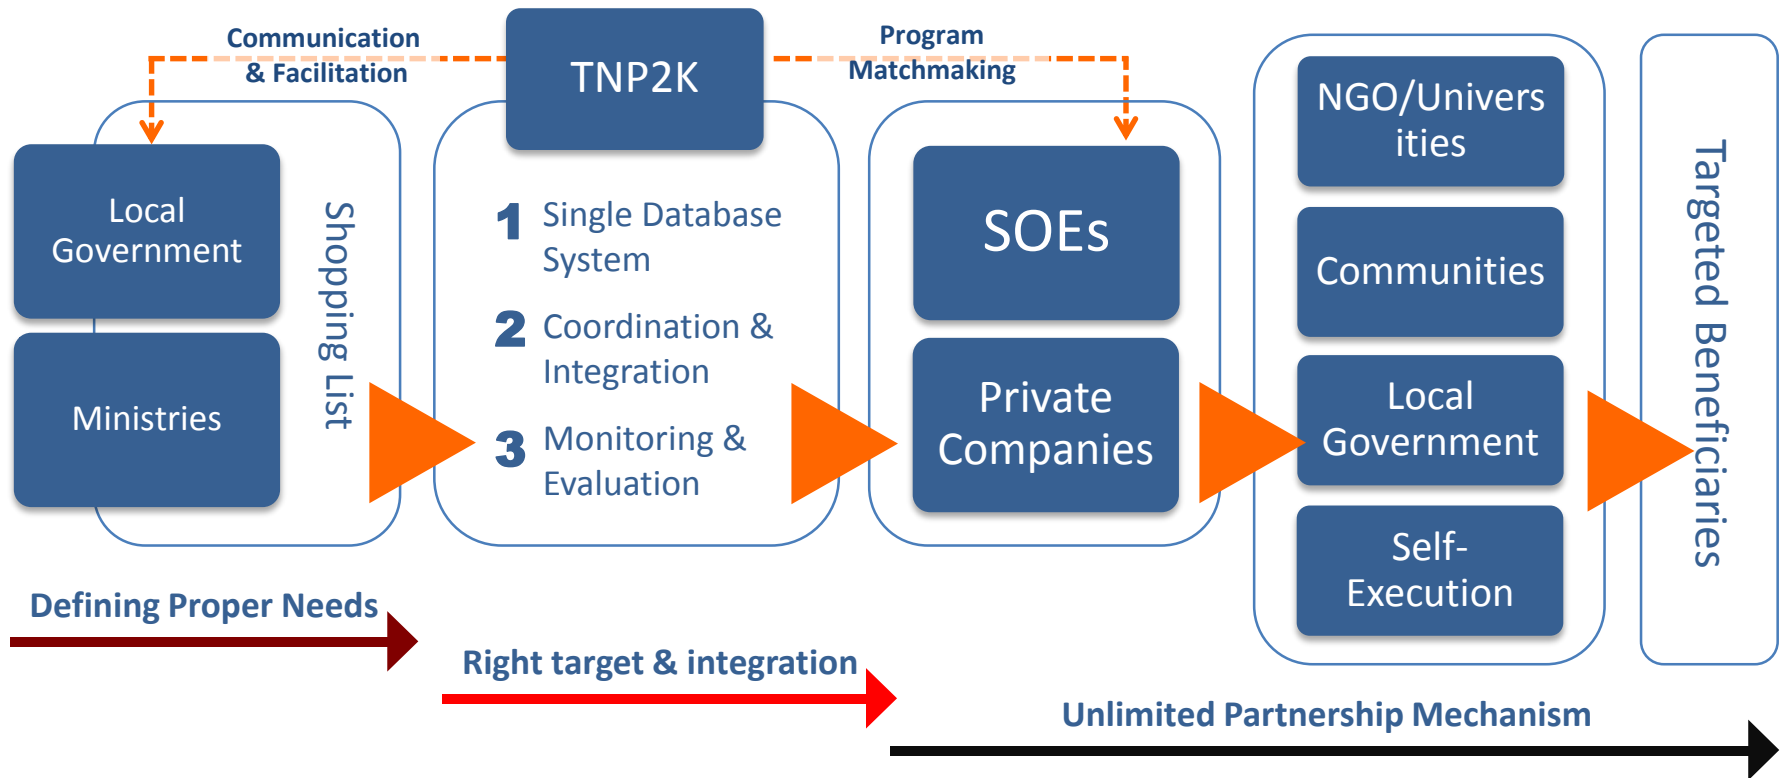 Communication
& Facilitation
TNP2K
Program
Matchmaking
Local
Government
Ministries
Shopping List
1 Single Database
System
2 Coordination &
Integration
3 Monitoring &
Evaluation
SOEs
Private
Companies
NGO/Univers
ities
Communities
Local
Government
Self-
Execution
Targeted Beneficiaries
Defining Proper Needs
Right target & integration
Unlimited Partnership Mechanism